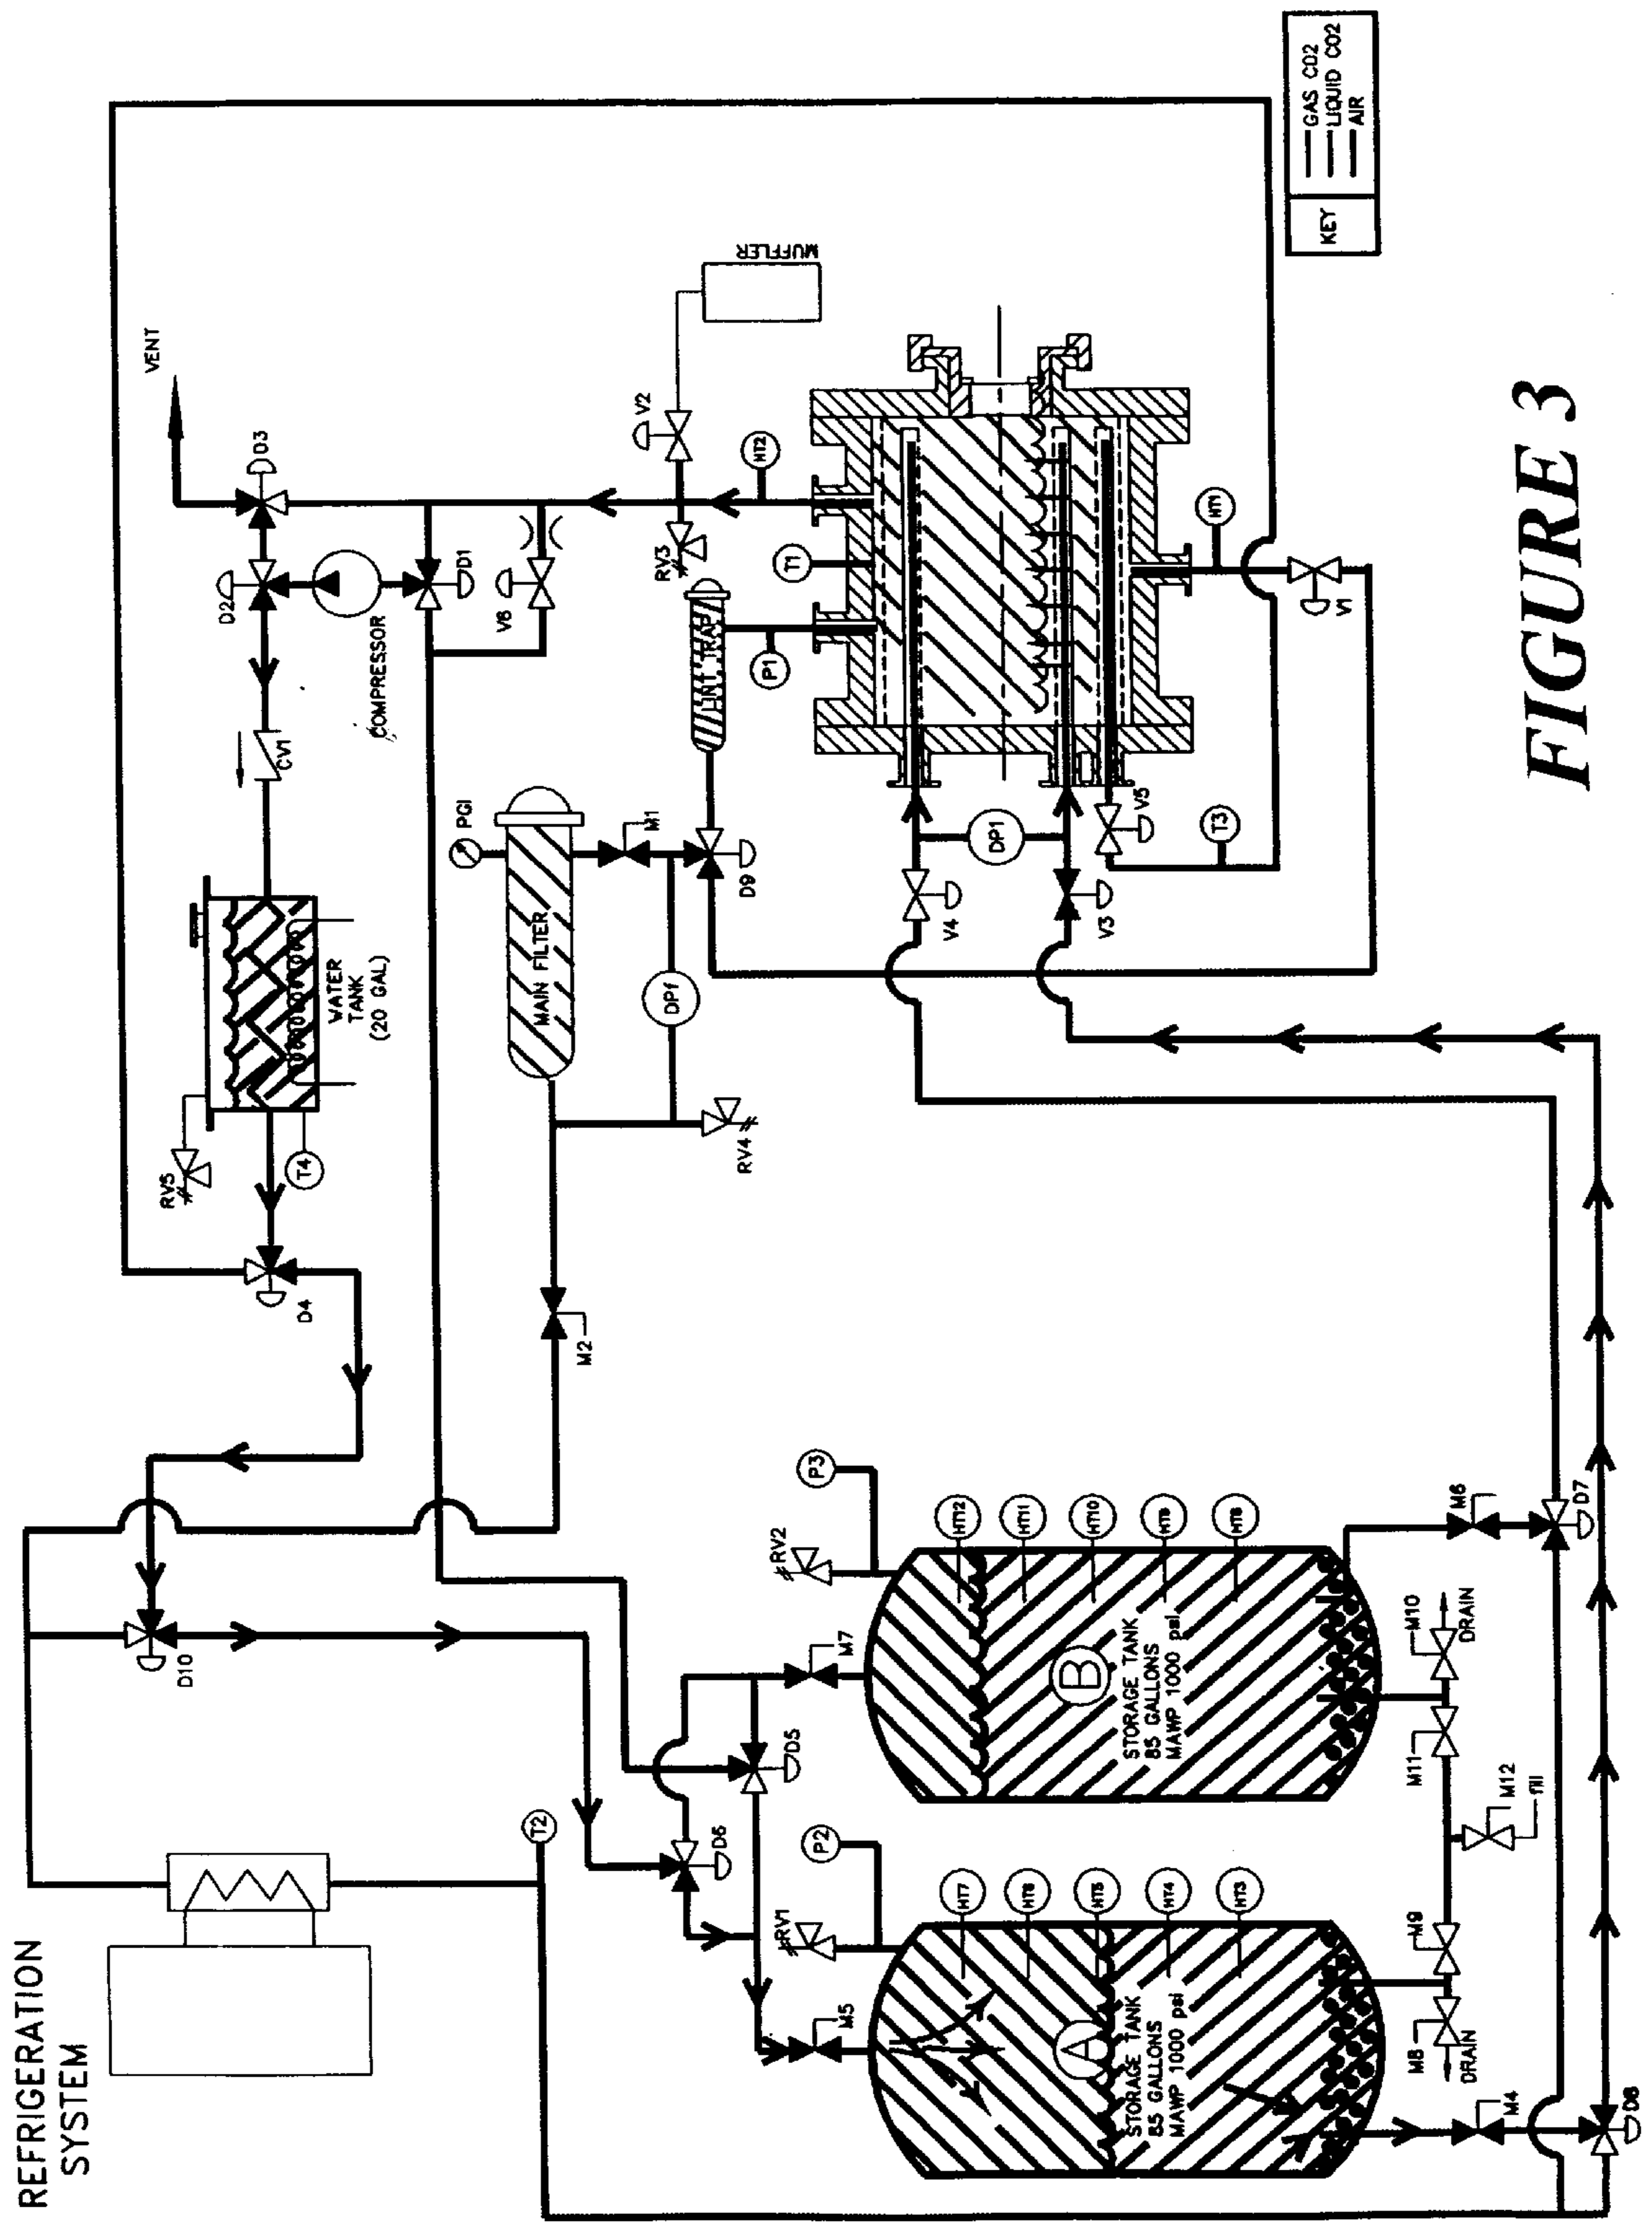 REFRIGERATION
SYSTEM
VENT
D3
D2
D1
COMPRESSOR
CV1
V6
WATER
TANK
(20 GAL)
RV5
T4
D4
D10
MUFFLER
V2
HT2
RV3
T1
LINT TRAP
P1
PG1
MAIN FILTER
M1
D9
DPf
RV4
M2
V4
DP1
V3
V5
T3
HT1
V1
KEY
GAS CO2
LIQUID CO2
AIR
T2
D6
D5
M7
P3
RV2
HT12
HT11
HT10
HT9
HT8
B
STORAGE TANK
85 GALLONS
MAWP 1000 psi
P2
RV1
M5
HT7
HT6
HT5
HT4
HT3
A
STORAGE TANK
85 GALLONS
MAWP 1000 psi
M6
D7
M10
DRAIN
M11
M12
fill
M9
M8
DRAIN
M4
D8
FIGURE 3